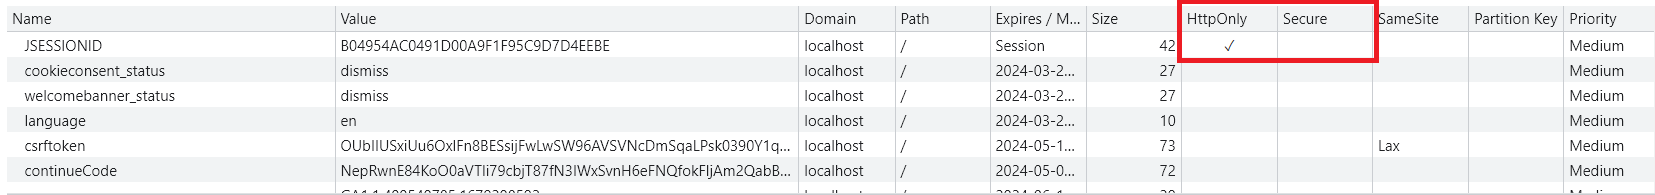 Name Value Domain Path Expires / M... Size HttpOnly Secure SameSite Partition Key Priority
JSESSIONID B04954AC0491D00A9F1F95C9D7D4EEBE localhost / Session 42 ✓ Medium
cookieconsent_status dismiss localhost / 2024-03-2... 27 Medium
welcomebanner_status dismiss localhost / 2024-03-2... 27 Medium
language en localhost / 2024-03-2... 10 Medium
csrftoken localhost / 2024-05-1... 73 Lax Medium
continueCode localhost / 2024-05-0... 72 Medium